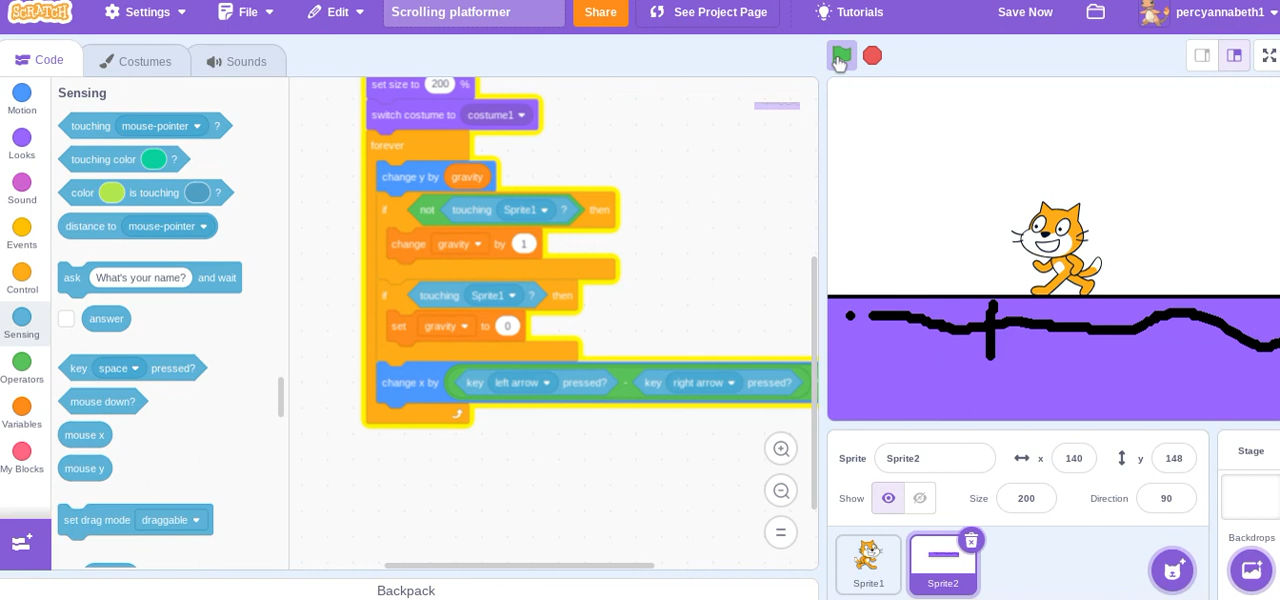 SCRATCH Settings File Edit Scrolling platformer Share See Project Page Tutorials Save Now percyannabeth1
Code Costumes Sounds
Motion
Looks
Sound
Events
Control
Sensing
Operators
Variables
My Blocks
Sensing
touching mouse-pointer ?
touching color ?
color is touching ?
distance to mouse-pointer
ask What's your name? and wait
answer
key space pressed?
mouse down?
mouse x
mouse y
set drag mode draggable
set size to 200 %
switch costume to costume1
forever
change y by gravity
if not touching Sprite1 ? then
change gravity by 1
if touching Sprite1 ? then
set gravity to 0
change x by key left arrow pressed? - key right arrow pressed?
Backpack
Sprite Sprite2 x 140 y 148
Show Size 200 Direction 90
Sprite1
Sprite2
Stage
Backdrops
0